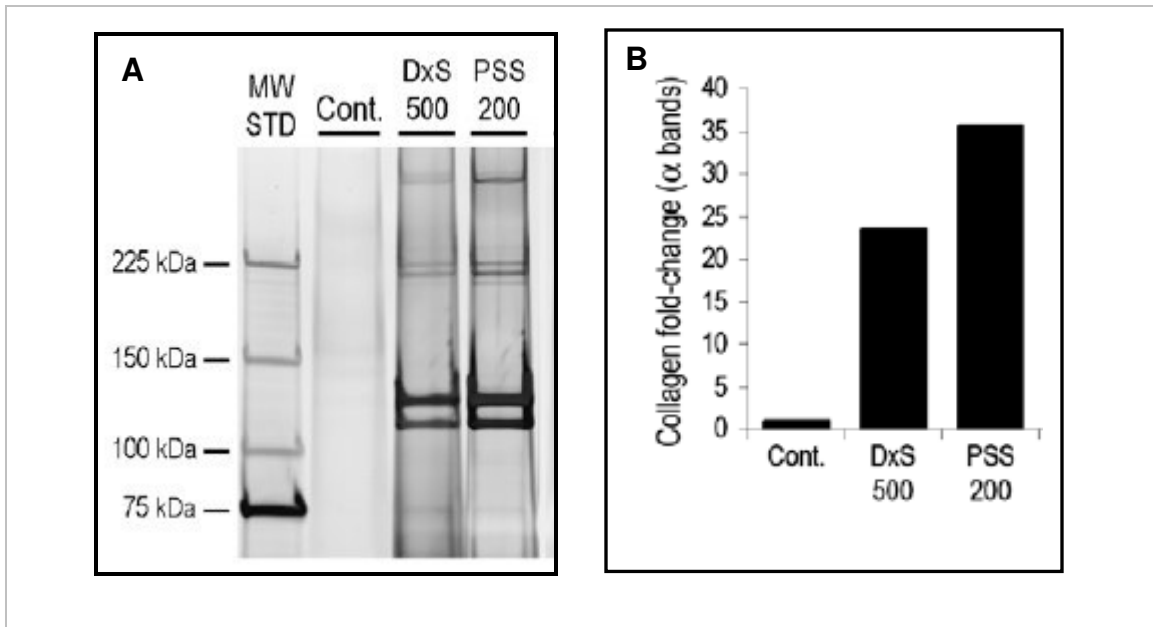 A
MW
STD
Cont.
DxS
500
PSS
200
225 kDa
150 kDa
100 kDa
75 kDa
B
Collagen fold-change (α bands)
40
35
30
25
20
15
10
5
0
Cont.
DxS
500
PSS
200